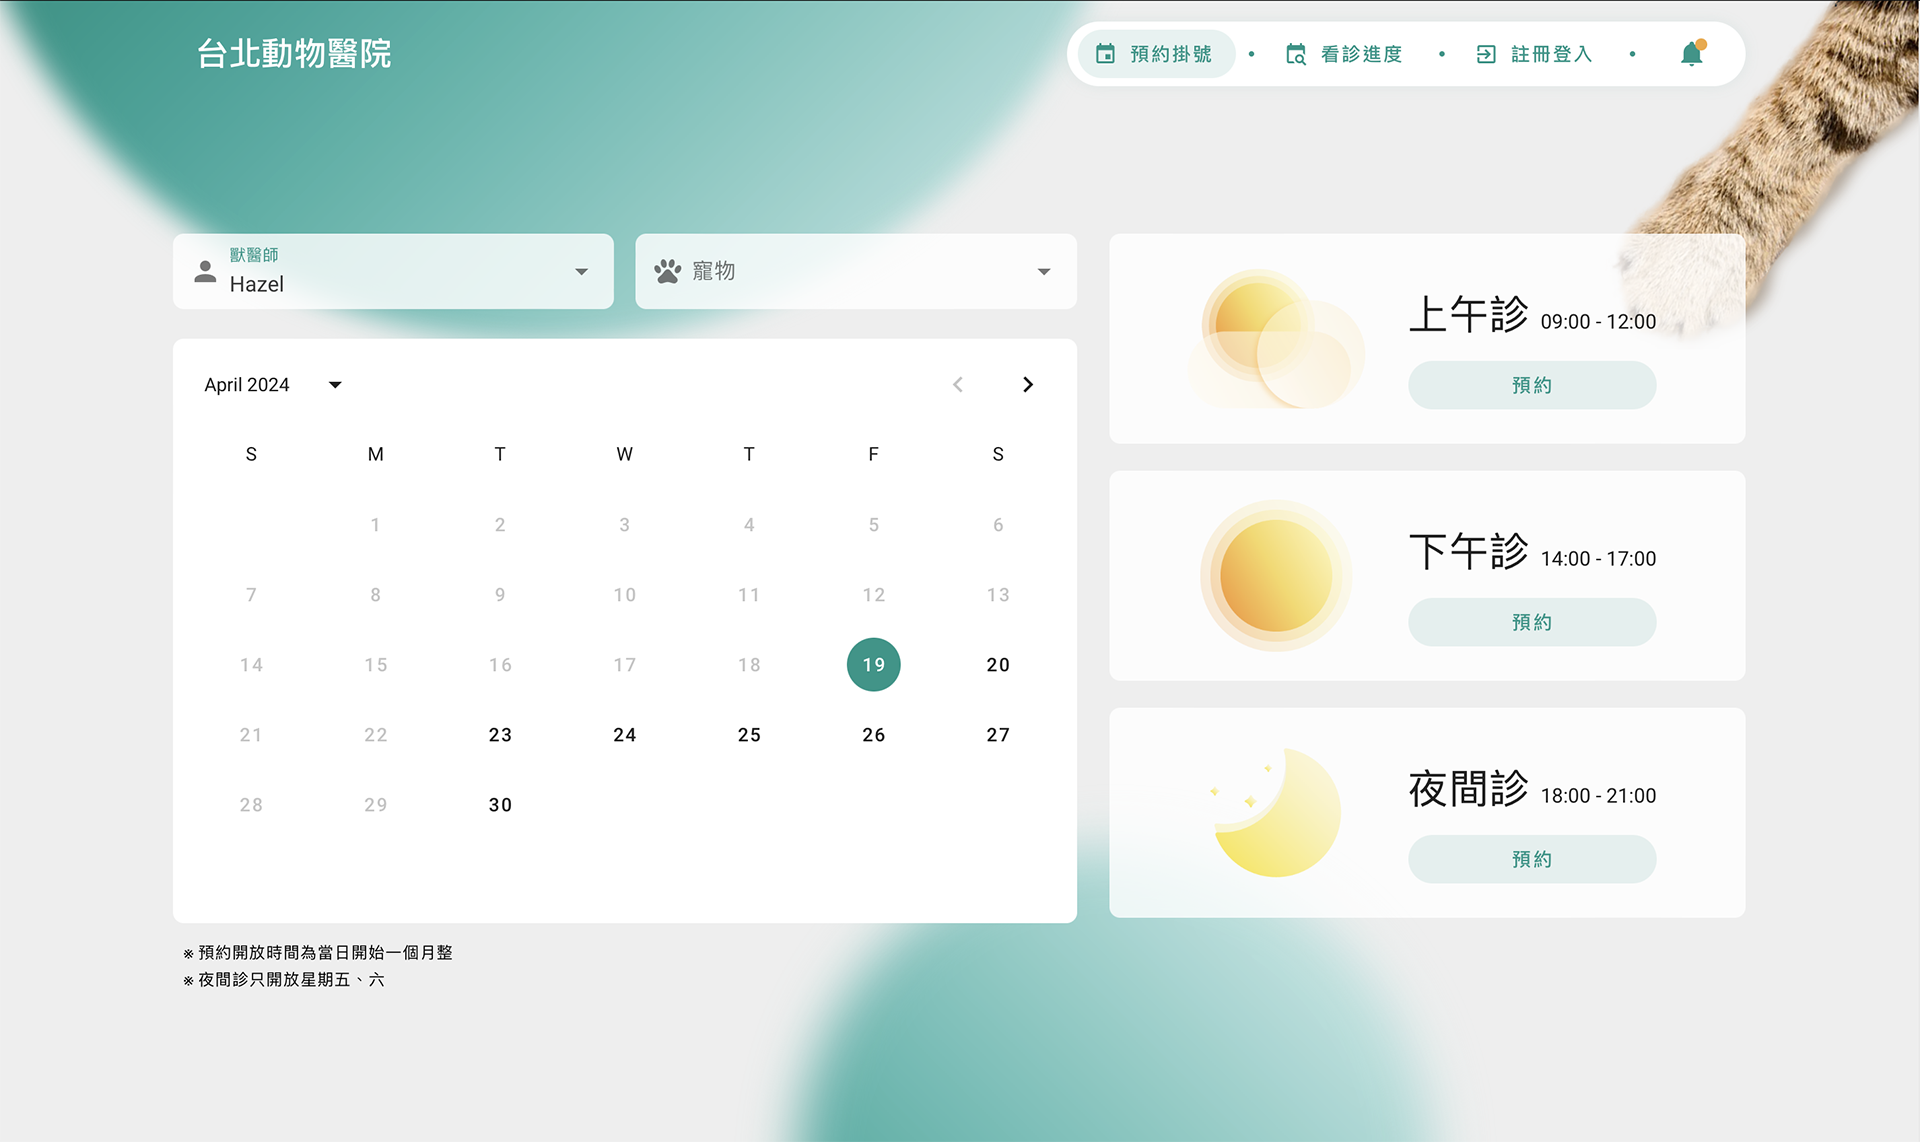 台北動物醫院
預約掛號 • 看診進度 • 註冊登入 •
獸醫師
Hazel
寵物
April 2024
S M T W T F S
1 2 3 4 5 6
7 8 9 10 11 12 13
14 15 16 17 18 19 20
21 22 23 24 25 26 27
28 29 30
※ 預約開放時間為當日開始一個月整
※ 夜間診只開放星期五、六
上午診 09:00 - 12:00
預約
下午診 14:00 - 17:00
預約
夜間診 18:00 - 21:00
預約